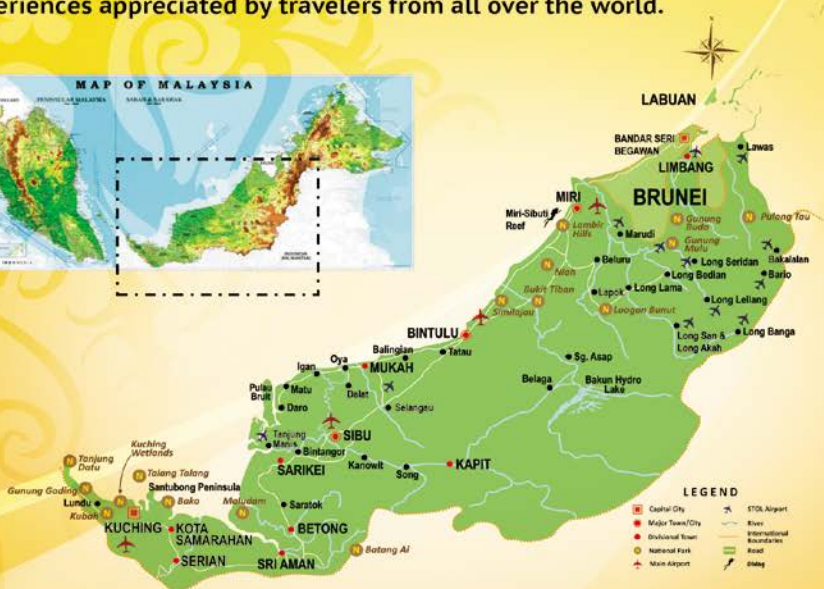 eriences appreciated by travelers from all over the world.
MAP OF MALAYSIA
PENINSULAR MALAYSIA
SABAH & SARAWAK
LABUAN
BANDAR SERI
BEGAWAN
LIMBANG
Lawas
BRUNEI
MIRI
Miri-Sibuti
Reef
Lambir
Hills
Marudi
Gunung
Buda
Pulong Tau
Gunung
Mulu
Niah
Beluru
Long Seridan
Bakalalan
Long Bedian
Bario
Bukit Tiban
Lapok
Long Lama
Similajau
Loagan Bunut
Long Lellang
BINTULU
Long San &
Long Akah
Long Banga
Balingian
Tatau
Oya
Igan
MUKAH
Sg. Asap
Pulau
Bruit
Matu
Dalat
Belaga
Bakun Hydro
Lake
Daro
Selangau
Tanjung
Manis
SIBU
Bintangor
SARIKEI
Kanowit
Song
KAPIT
Kuching
Wetlands
Tanjung
Datu
Talang Talang
Gunung Gading
Santubong Peninsula
Lundu
Bako
Maludam
Saratok
Kubah
KUCHING
KOTA
SAMARAHAN
BETONG
SERIAN
SRI AMAN
Batang Ai
LEGEND
Capital City
Major Town/City
Divisional Town
National Park
Main Airport
STOL Airport
River
International
Boundaries
Road
Diving